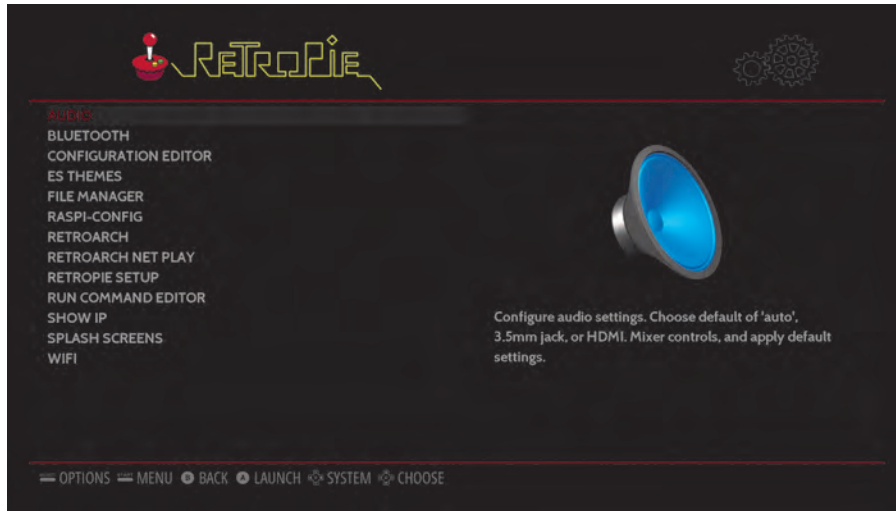 RETROPIE
AUDIO
BLUETOOTH
CONFIGURATION EDITOR
ES THEMES
FILE MANAGER
RASPI-CONFIG
RETROARCH
RETROARCH NET PLAY
RETROPIE SETUP
RUN COMMAND EDITOR
SHOW IP
SPLASH SCREENS
WIFI
Configure audio settings. Choose default of 'auto',
3.5mm jack, or HDMI. Mixer controls, and apply default
settings.
OPTIONS MENU BACK LAUNCH SYSTEM CHOOSE